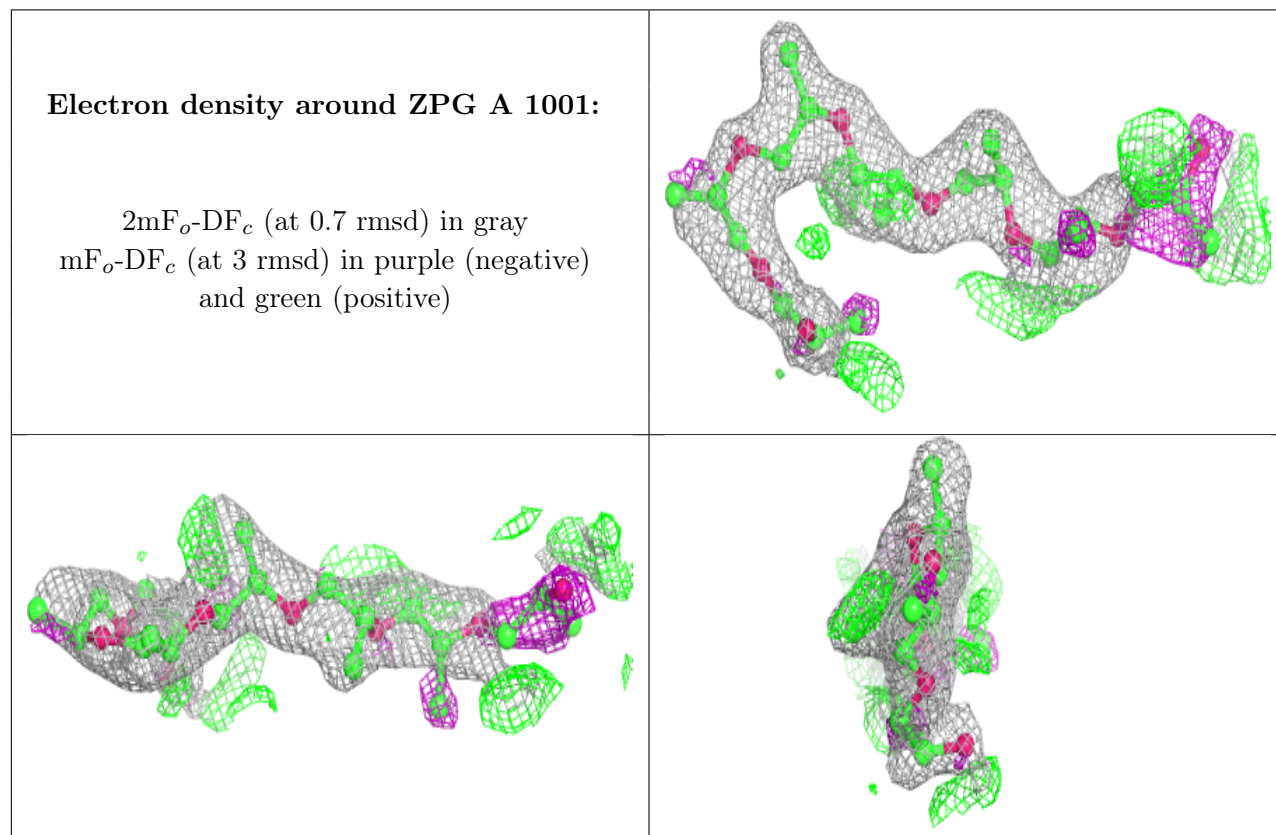 Electron density around ZPG A 1001:
2mFo-DFc (at 0.7 rmsd) in gray
mFo-DFc (at 3 rmsd) in purple (negative)
and green (positive)